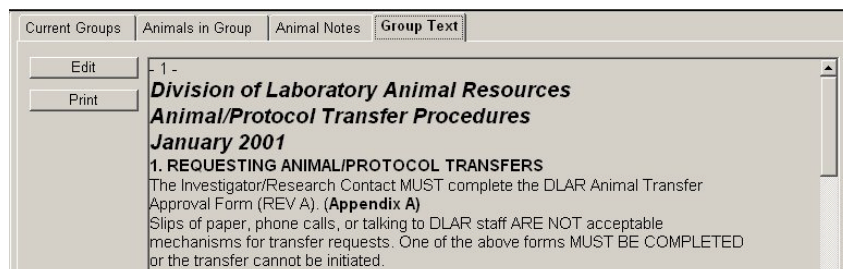 Current Groups Animals in Group Animal Notes Group Text
Edit
Print
- 1 -
Division of Laboratory Animal Resources
Animal/Protocol Transfer Procedures
January 2001
1. REQUESTING ANIMAL/PROTOCOL TRANSFERS
The Investigator/Research Contact MUST complete the DLAR Animal Transfer
Approval Form (REV A). (Appendix A)
Slips of paper, phone calls, or talking to DLAR staff ARE NOT acceptable
mechanisms for transfer requests. One of the above forms MUST BE COMPLETED
or the transfer cannot be initiated.